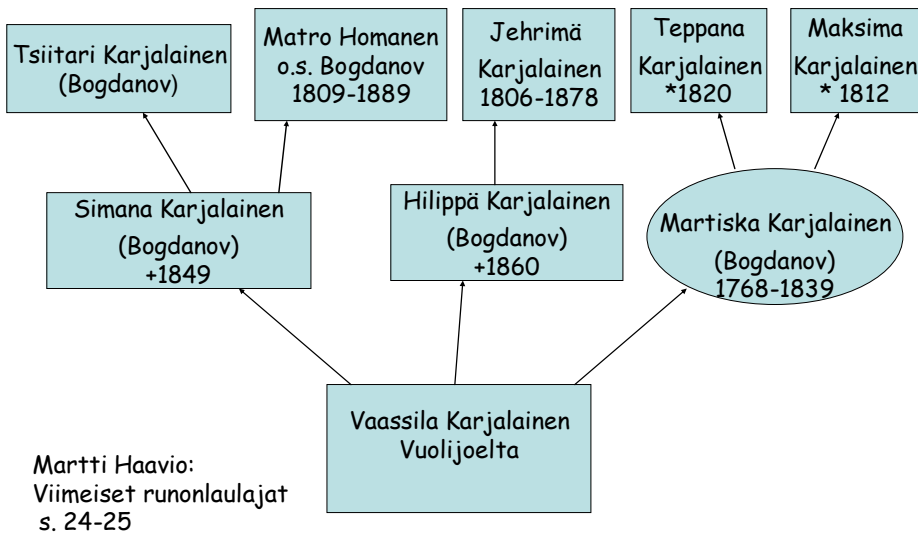 Tsiitari Karjalainen
(Bogdanov)
Matro Homanen
o.s. Bogdanov
1809-1889
Jehrimä
Karjalainen
1806-1878
Teppana
Karjalainen
*1820
Maksima
Karjalainen
* 1812
Simana Karjalainen
(Bogdanov)
+1849
Hilippä Karjalainen
(Bogdanov)
+1860
Martiska Karjalainen
(Bogdanov)
1768-1839
Vaassila Karjalainen
Vuolijoelta
Martti Haavio:
Viimeiset runonlaulajat
s. 24-25